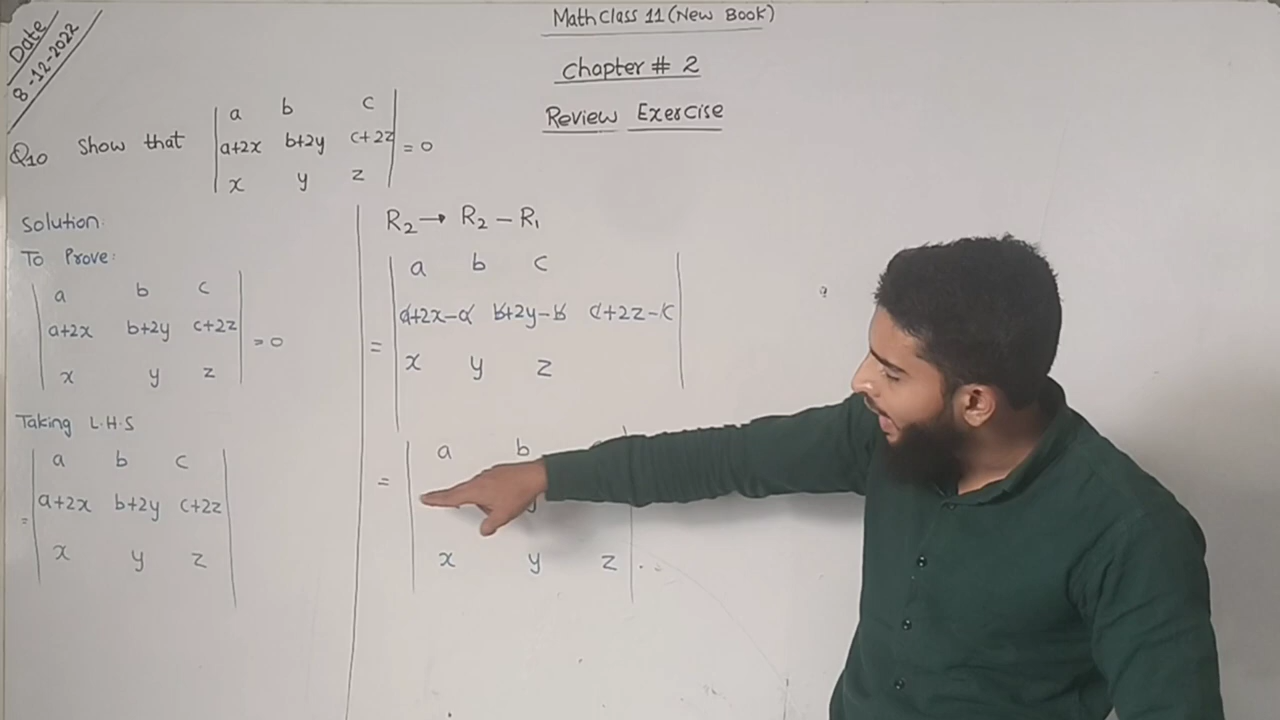 Date
8-12-2022
Math Class 11 (New Book)
Chapter # 2
Review Exercise
Q10 Show that
a b c
a+2x b+2y c+2z = 0
x y z
Solution:
To Prove:
a b c
a+2x b+2y c+2z = 0
x y z
Taking L.H.S
a b c
= a+2x b+2y c+2z
x y z
R₂ → R₂ – R₁
a b c
= a+2x-a b+2y-b c+2z-c
x y z
= a b
x y z